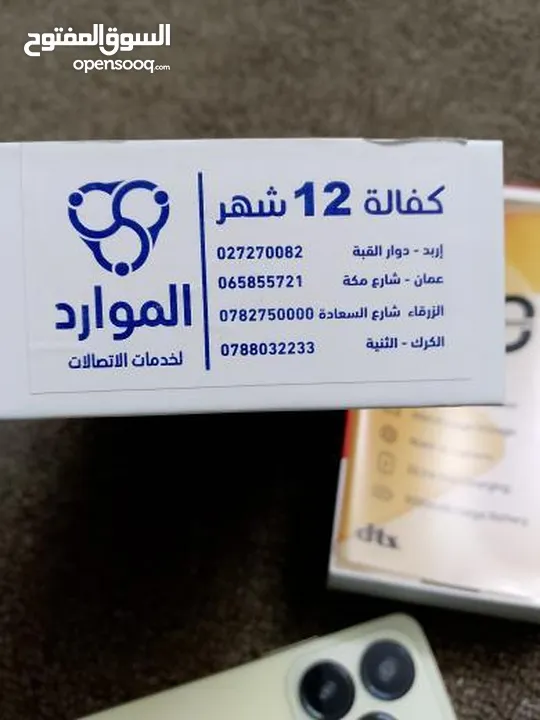 السوق المفتوح
opensooq.com
كفالة 12 شهر
إربد - دوار القبة 027270082
عمان - شارع مكة 065855721
الزرقاء شارع السعادة 0782750000
الكرك - الثنية 0788032233
الموارد
لخدمات الاتصالات